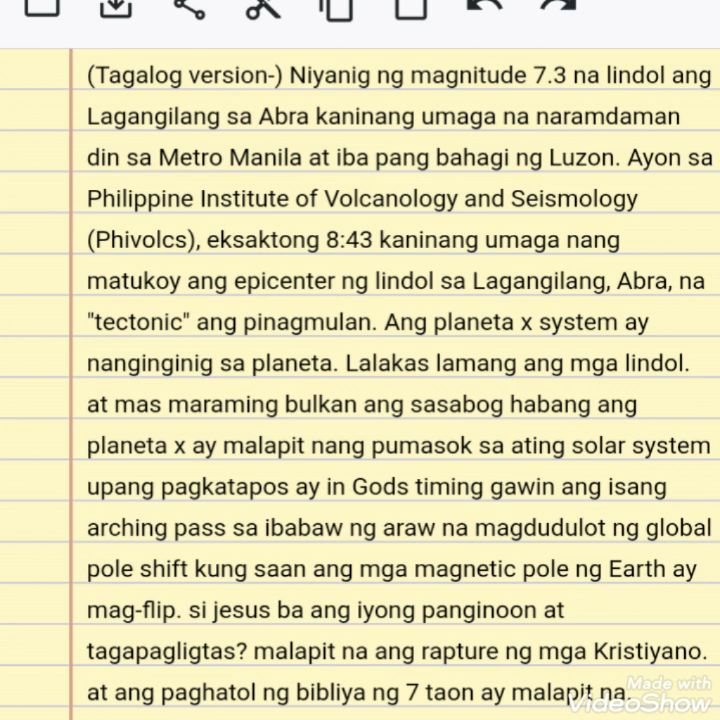 (Tagalog version-) Niyanig ng magnitude 7.3 na lindol ang
Lagangilang sa Abra kaninang umaga na naramdaman
din sa Metro Manila at iba pang bahagi ng Luzon. Ayon sa
Philippine Institute of Volcanology and Seismology
(Phivolcs), eksaktong 8:43 kaninang umaga nang
matukoy ang epicenter ng lindol sa Lagangilang, Abra, na
"tectonic" ang pinagmulan. Ang planeta x system ay
nanginginig sa planeta. Lalakas lamang ang mga lindol.
at mas maraming bulkan ang sasabog habang ang
planeta x ay malapit nang pumasok sa ating solar system
upang pagkatapos ay in Gods timing gawin ang isang
arching pass sa ibabaw ng araw na magdudulot ng global
pole shift kung saan ang mga magnetic pole ng Earth ay
mag-flip. si jesus ba ang iyong panginoon at
tagapagligtas? malapit na ang rapture ng mga Kristiyano.
at ang paghatol ng bibliya ng 7 taon ay malapit na.
Made with
VideoShow